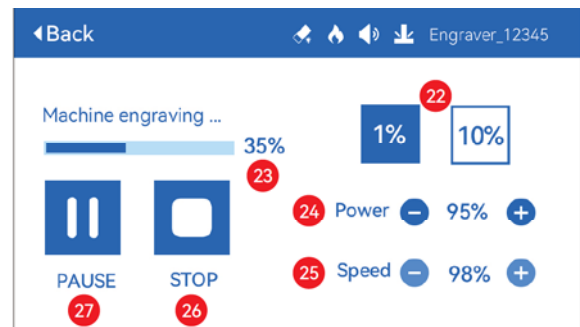 Back
Engraver_12345
22
1%
10%
Machine engraving ...
35%
23
24 Power 95%
25 Speed 98%
PAUSE
STOP
27
26